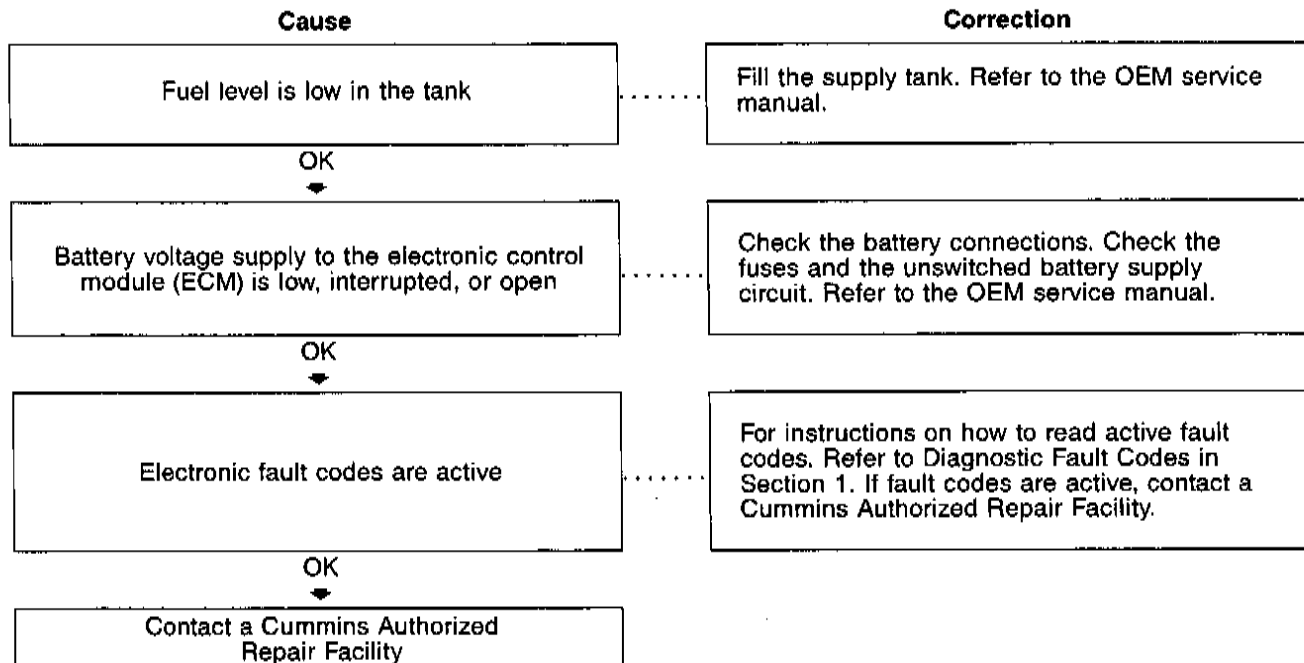 Cause
Correction
Fuel level is low in the tank
Fill the supply tank. Refer to the OEM service
manual.
OK
Battery voltage supply to the electronic control
module (ECM) is low, interrupted, or open
Check the battery connections. Check the
fuses and the unswitched battery supply
circuit. Refer to the OEM service manual.
OK
Electronic fault codes are active
For instructions on how to read active fault
codes. Refer to Diagnostic Fault Codes in
Section 1. If fault codes are active, contact a
Cummins Authorized Repair Facility.
OK
Contact a Cummins Authorized
Repair Facility